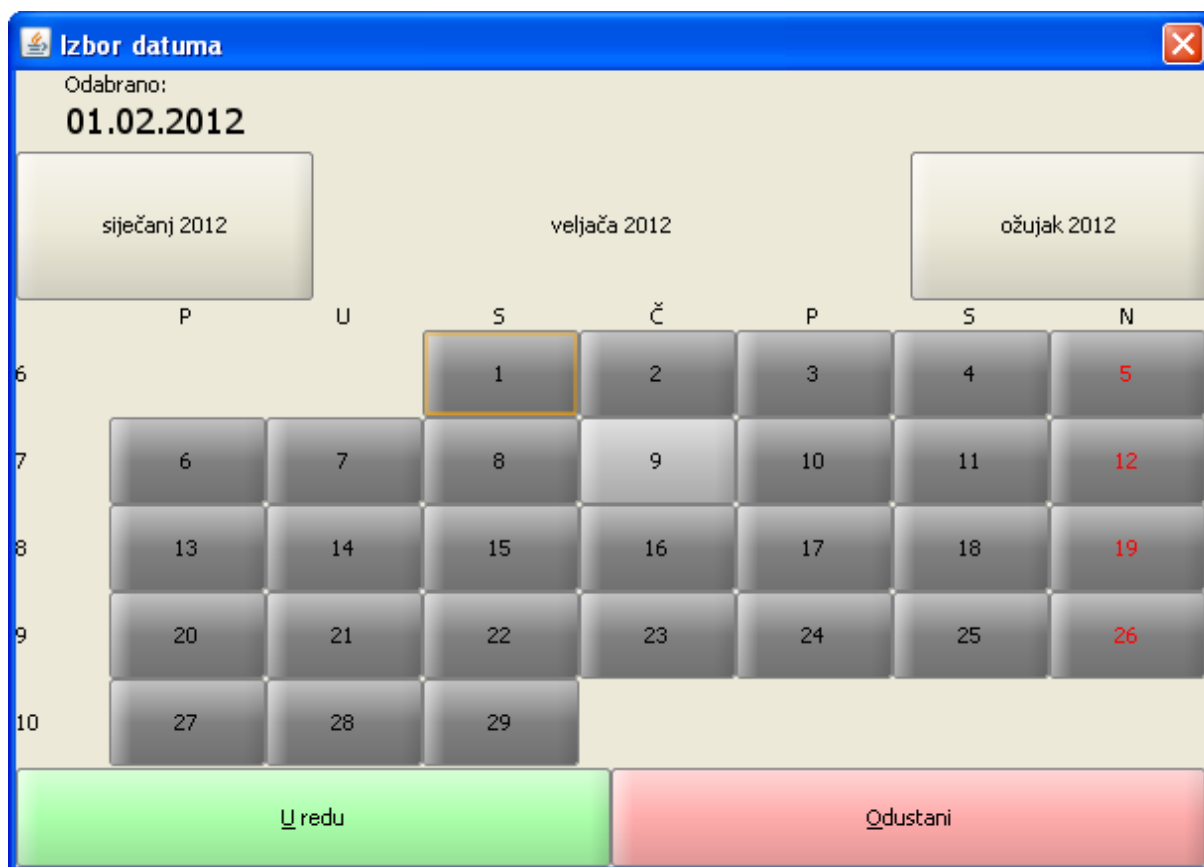 Izbor datuma
Odabrano:
01.02.2012
siječanj 2012 veljača 2012 ožujak 2012
P U S Č P S N
6 1 2 3 4 5
7 6 7 8 9 10 11 12
8 13 14 15 16 17 18 19
9 20 21 22 23 24 25 26
10 27 28 29
U redu Odustani